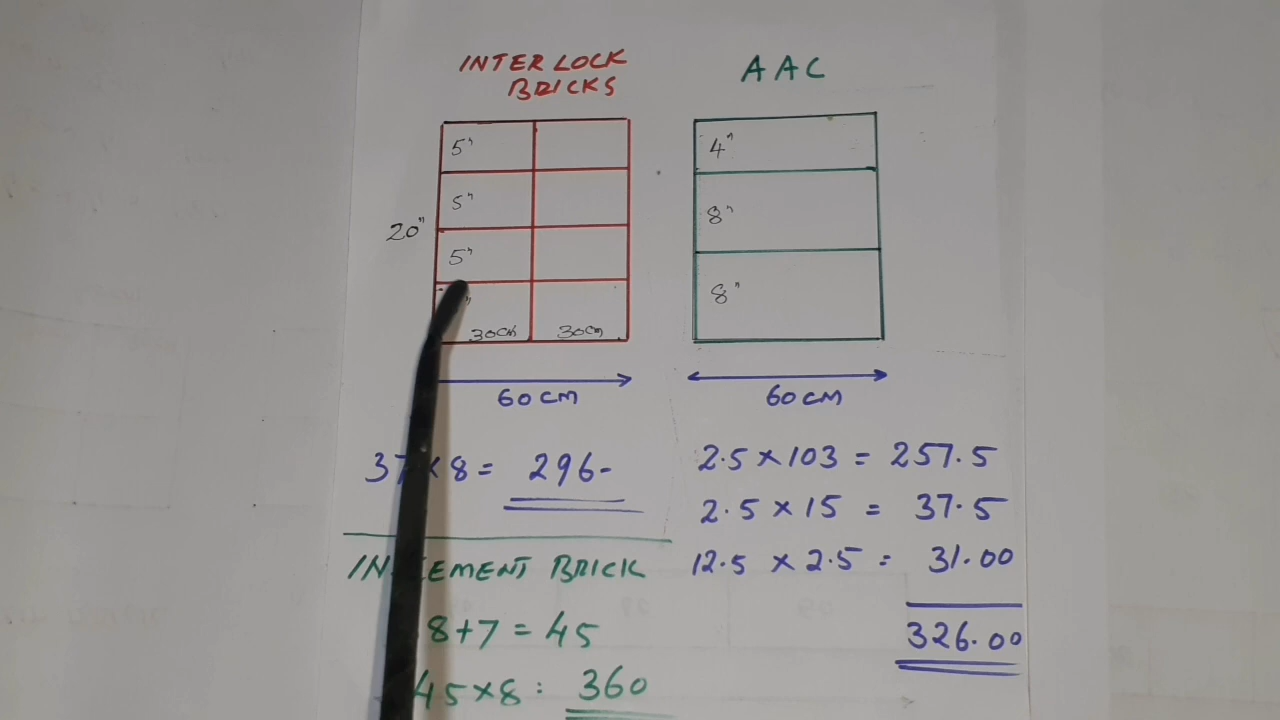 INTER LOCK
BRICKS
5"
5"
20"
5"
30cm 30cm
60 CM
37 × 8 = 296-
BRICK
8+7 = 45
45×8 : 360
AAC
4"
8"
8"
60 CM
2.5 × 103 = 257.5
2.5 × 15 = 37.5
12.5 × 2.5 = 31.00
326.00